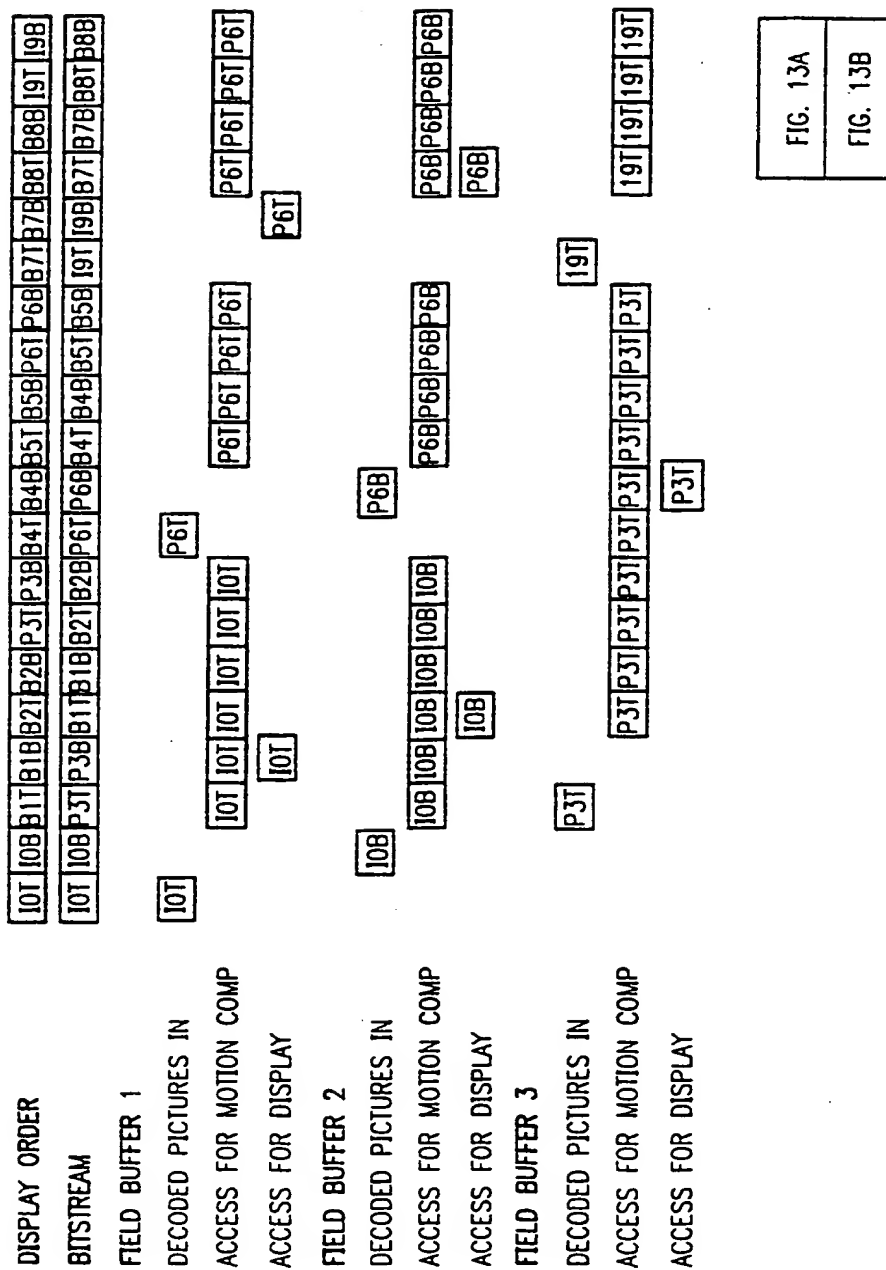 DISPLAY ORDER I0T I0B B1T B1B B2T B2B P3T P3B B4T B4B B5T B5B P6T P6B B7T B7B B8T B8B I9T I9B
BITSTREAM I0T I0B P3T P3B B1T B1B B2T B2B P6T P6B B4T B4B B5T B5B I9T I9B B7T B7B B8T B8B
FIELD BUFFER 1
DECODED PICTURES IN I0T P6T
ACCESS FOR MOTION COMP I0T I0T I0T I0T I0T I0T P6T P6T P6T P6T P6T P6T P6T P6T
ACCESS FOR DISPLAY I0T P6T
FIELD BUFFER 2
DECODED PICTURES IN I0B P6B
ACCESS FOR MOTION COMP I0B I0B I0B I0B I0B I0B P6B P6B P6B P6B P6B P6B P6B P6B
ACCESS FOR DISPLAY I0B P6B
FIELD BUFFER 3
DECODED PICTURES IN P3T I9T
ACCESS FOR MOTION COMP P3T P3T P3T P3T P3T P3T P3T P3T P3T P3T I9T I9T I9T I9T
ACCESS FOR DISPLAY P3T
FIG. 13A
FIG. 13B